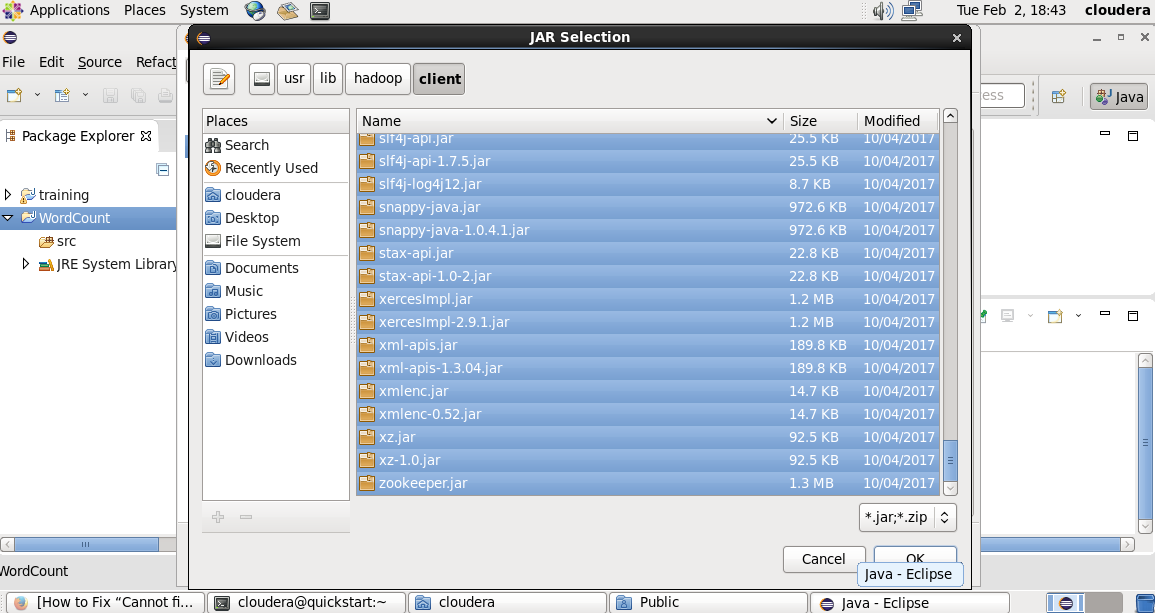 Applications Places System Tue Feb 2, 18:43 cloudera
JAR Selection
File Edit Source Refact
usr lib hadoop client
Java
Package Explorer
training
WordCount
src
JRE System Library
Places
Search
Recently Used
cloudera
Desktop
File System
Documents
Music
Pictures
Videos
Downloads
Name Size Modified
slf4j-api.jar 25.5 KB 10/04/2017
slf4j-api-1.7.5.jar 25.5 KB 10/04/2017
slf4j-log4j12.jar 8.7 KB 10/04/2017
snappy-java.jar 972.6 KB 10/04/2017
snappy-java-1.0.4.1.jar 972.6 KB 10/04/2017
stax-api.jar 22.8 KB 10/04/2017
stax-api-1.0-2.jar 22.8 KB 10/04/2017
xercesImpl.jar 1.2 MB 10/04/2017
xercesImpl-2.9.1.jar 1.2 MB 10/04/2017
xml-apis.jar 189.8 KB 10/04/2017
xml-apis-1.3.04.jar 189.8 KB 10/04/2017
xmlenc.jar 14.7 KB 10/04/2017
xmlenc-0.52.jar 14.7 KB 10/04/2017
xz.jar 92.5 KB 10/04/2017
xz-1.0.jar 92.5 KB 10/04/2017
zookeeper.jar 1.3 MB 10/04/2017
*.jar;*.zip
Cancel OK
Java - Eclipse
WordCount
[How to Fix “Cannot fi... cloudera@quickstart:~ cloudera Public Java - Eclipse